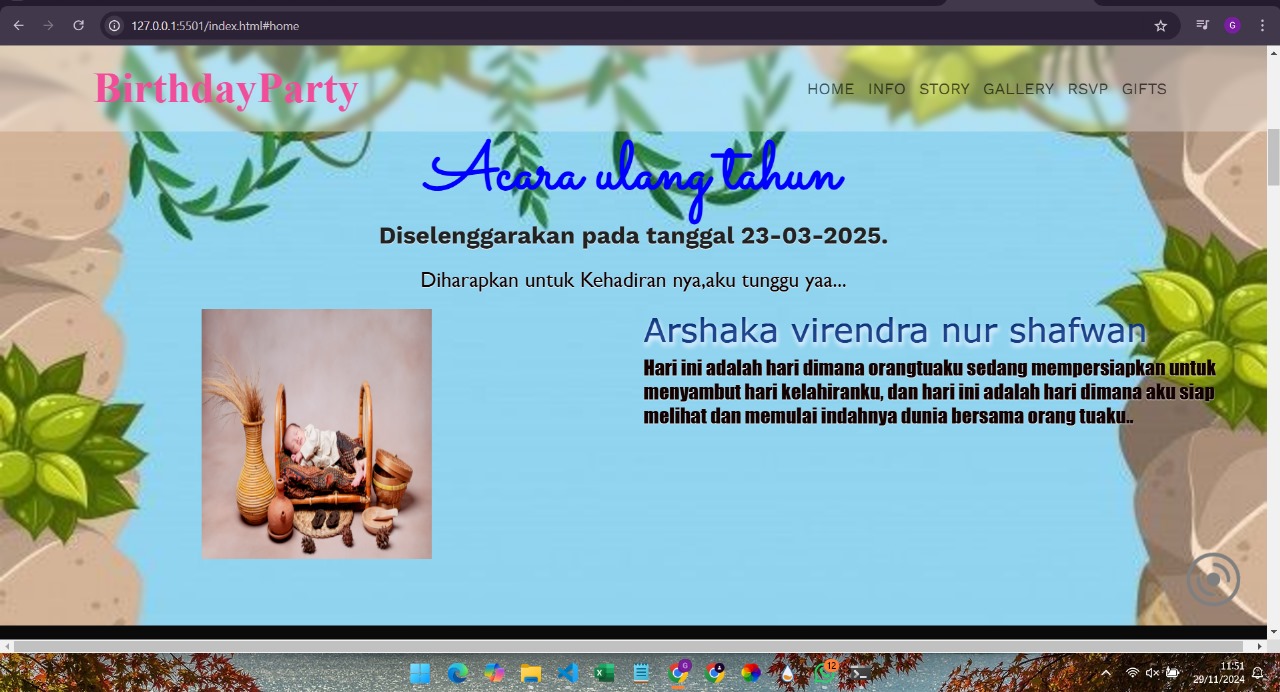 127.0.0.1:5501/index.html#home
G
BirthdayParty
HOME INFO STORY GALLERY RSVP GIFTS
Acara ulang tahun
Diselenggarakan pada tanggal 23-03-2025.
Diharapkan untuk Kehadiran nya,aku tunggu yaa...
Arshaka virendra nur shafwan
Hari ini adalah hari dimana orangtuaku sedang mempersiapkan untuk
menyambut hari kelahiranku, dan hari ini adalah hari dimana aku siap
melihat dan memulai indahnya dunia bersama orang tuaku..
G
12
11:51
29/11/2024